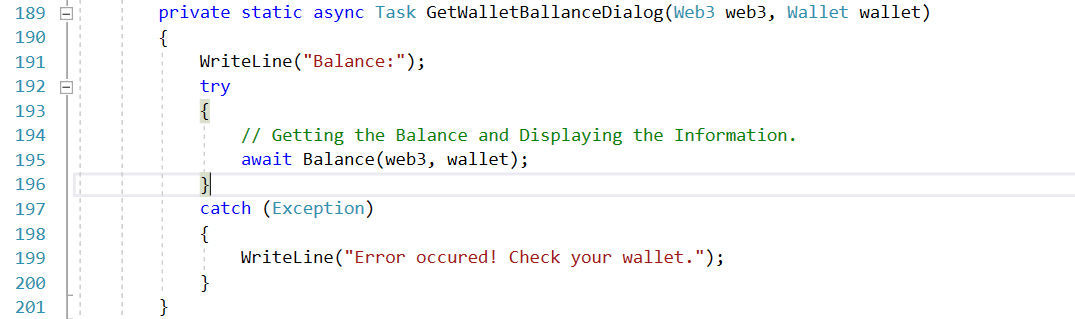 189 private static async Task GetWalletBallanceDialog(Web3 web3, Wallet wallet)
190 {
191 WriteLine("Balance:");
192 try
193 {
194 // Getting the Balance and Displaying the Information.
195 await Balance(web3, wallet);
196 }
197 catch (Exception)
198 {
199 WriteLine("Error occured! Check your wallet.");
200 }
201 }